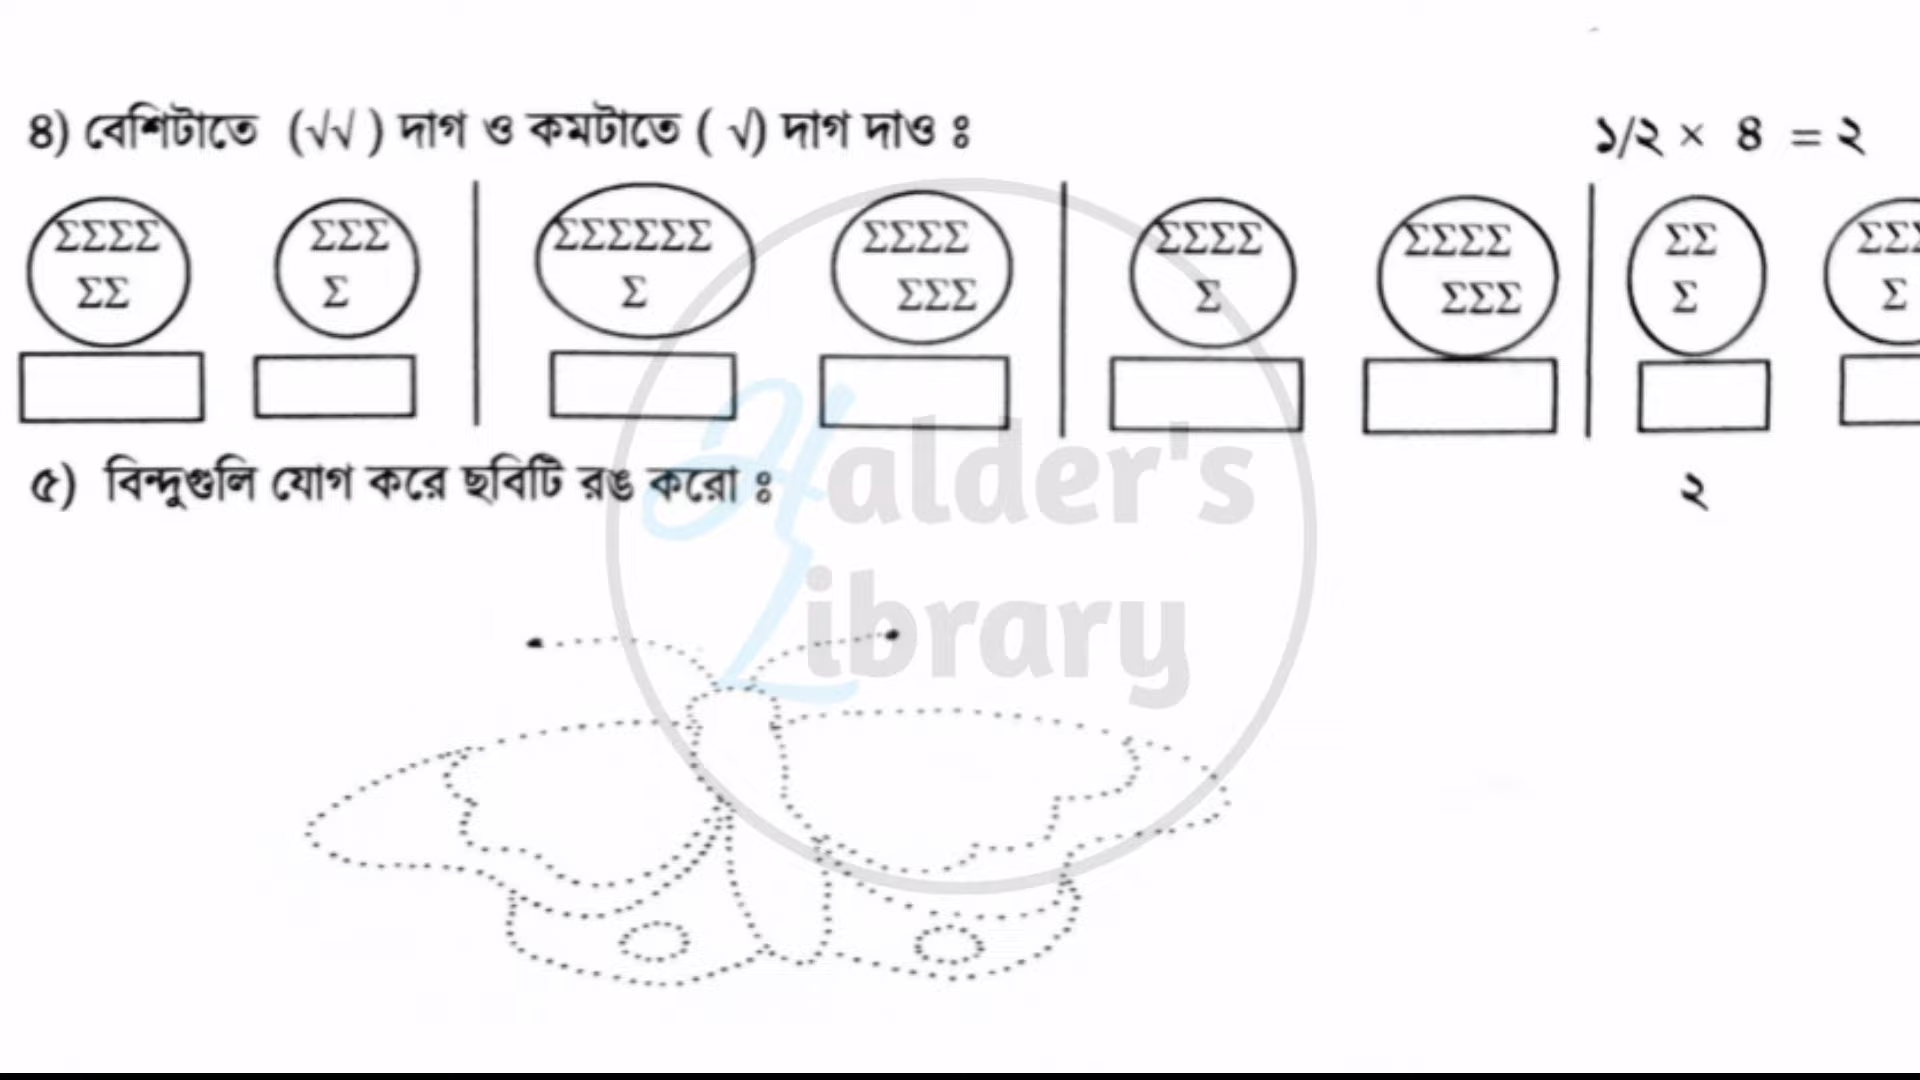 ৪) বেশিটাতে (√√ ) দাগ ও কমটাতে ( √) দাগ দাও ঃ ১/২ × ৪ = ২
ΣΣΣΣ ΣΣΣ ΣΣΣΣΣΣ ΣΣΣΣ ΣΣΣΣ ΣΣΣΣ ΣΣ ΣΣΣ
ΣΣ Σ Σ ΣΣΣ Σ ΣΣΣ Σ Σ
৫) বিন্দুগুলি যোগ করে ছবিটি রঙ করো ঃ ২
Halder's
Library